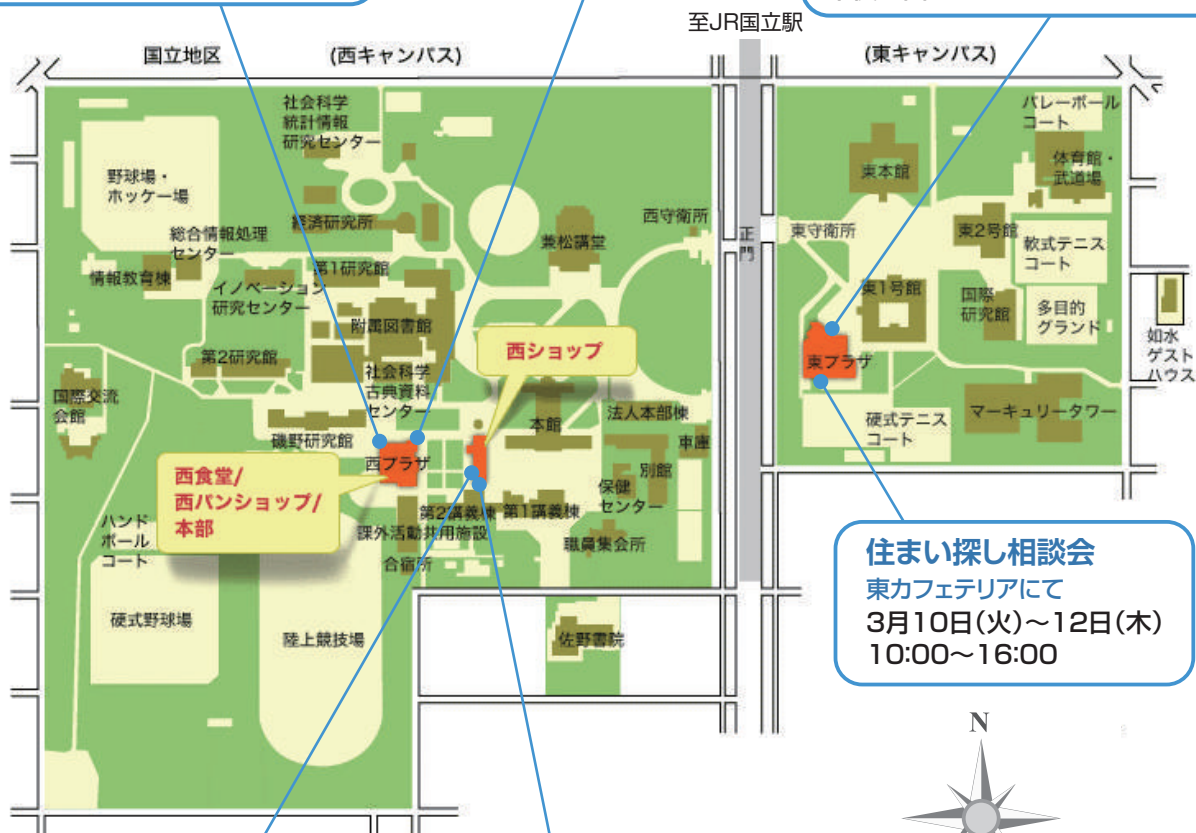 至JR国立駅
国立地区
(西キャンパス)
(東キャンパス)
社会科学
統計情報
研究センター
野球場・
ホッケー場
経済研究所
総合情報処理
センター
情報教育棟
イノベーション
研究センター
第1研究館
兼松講堂
西守衛所
正門
附属図書館
第2研究館
西ショップ
社会科学
古典資料
センター
国際交流
会館
磯野研究館
本館
法人本部棟
車庫
別館
保健
センター
西プラザ
西食堂/
西パンショップ/
本部
第2講義棟
第1講義棟
課外活動共用施設
職員集会所
合宿所
ハンド
ボール
コート
硬式野球場
陸上競技場
佐野書院
バレーボール
コート
体育館・
武道場
東本館
東守衛所
東2号館
軟式テニス
コート
東1号館
国際
研究館
多目的
グランド
如水
ゲスト
ハウス
東プラザ
硬式テニス
コート
マーキュリータワー
住まい探し相談会
東カフェテリアにて
3月10日(火)～12日(木)
10:00～16:00
N